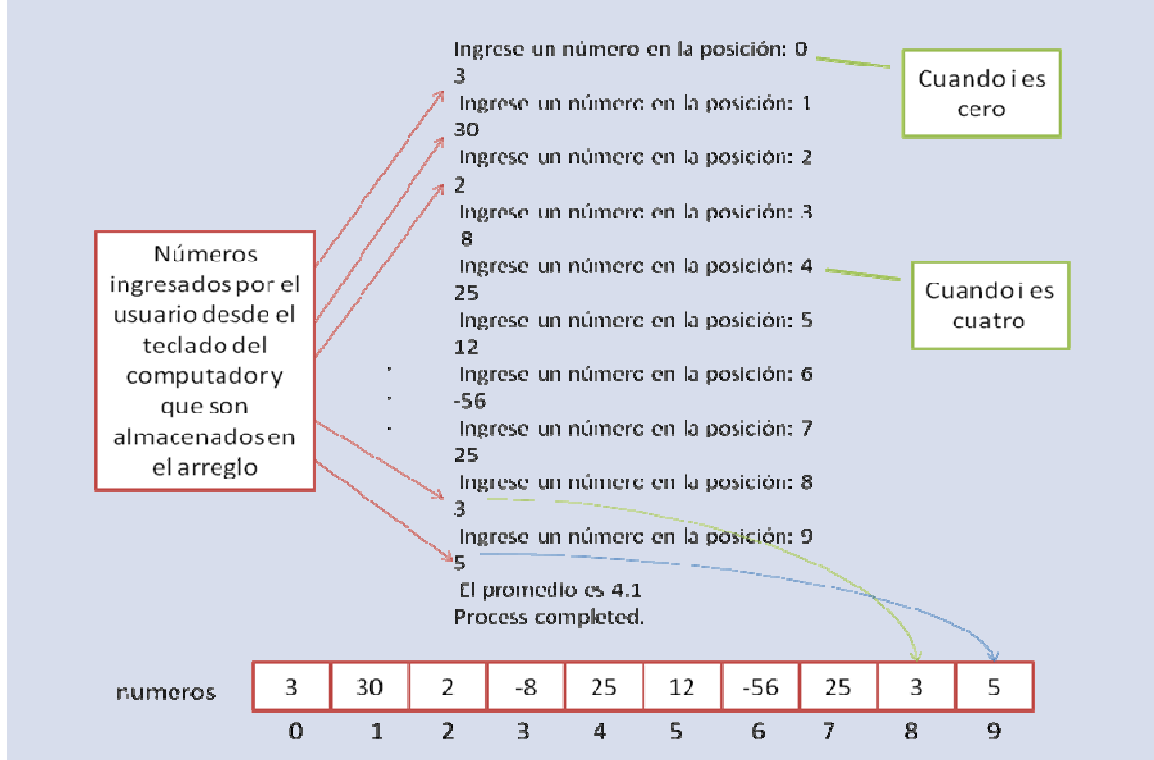 Ingrese un número en la posición: 0
3
Ingrese un número en la posición: 1
30
Ingrese un número en la posición: 2
2
Ingrese un número en la posición: 3
8
Ingrese un número en la posición: 4
25
Ingrese un número en la posición: 5
12
Ingrese un número en la posición: 6
-56
Ingrese un número en la posición: 7
25
Ingrese un número en la posición: 8
3
Ingrese un número en la posición: 9
5
El promedio es 4.1
Process completed.
Cuando i es
cero
Cuando i es
cuatro
Números
ingresados por el
usuario desde el
teclado del
computador y
que son
almacenados en
el arreglo
numeros 3 30 2 -8 25 12 -56 25 3 5
0 1 2 3 4 5 6 7 8 9